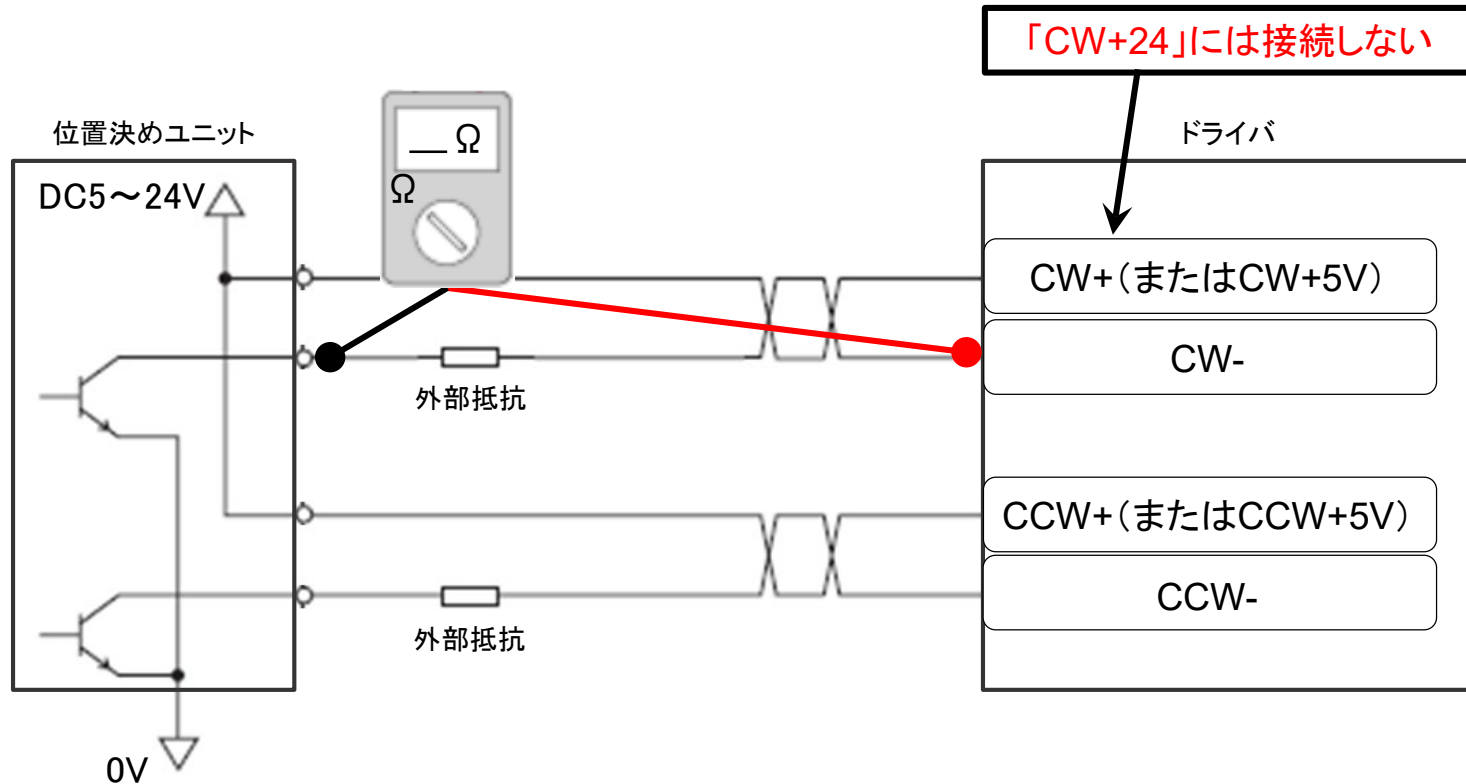 「CW+24」には接続しない
位置決めユニット
ドライバ
DC5～24V
__ Ω
Ω
CW+（またはCW+5V）
CW-
外部抵抗
CCW+（またはCCW+5V）
CCW-
外部抵抗
0V